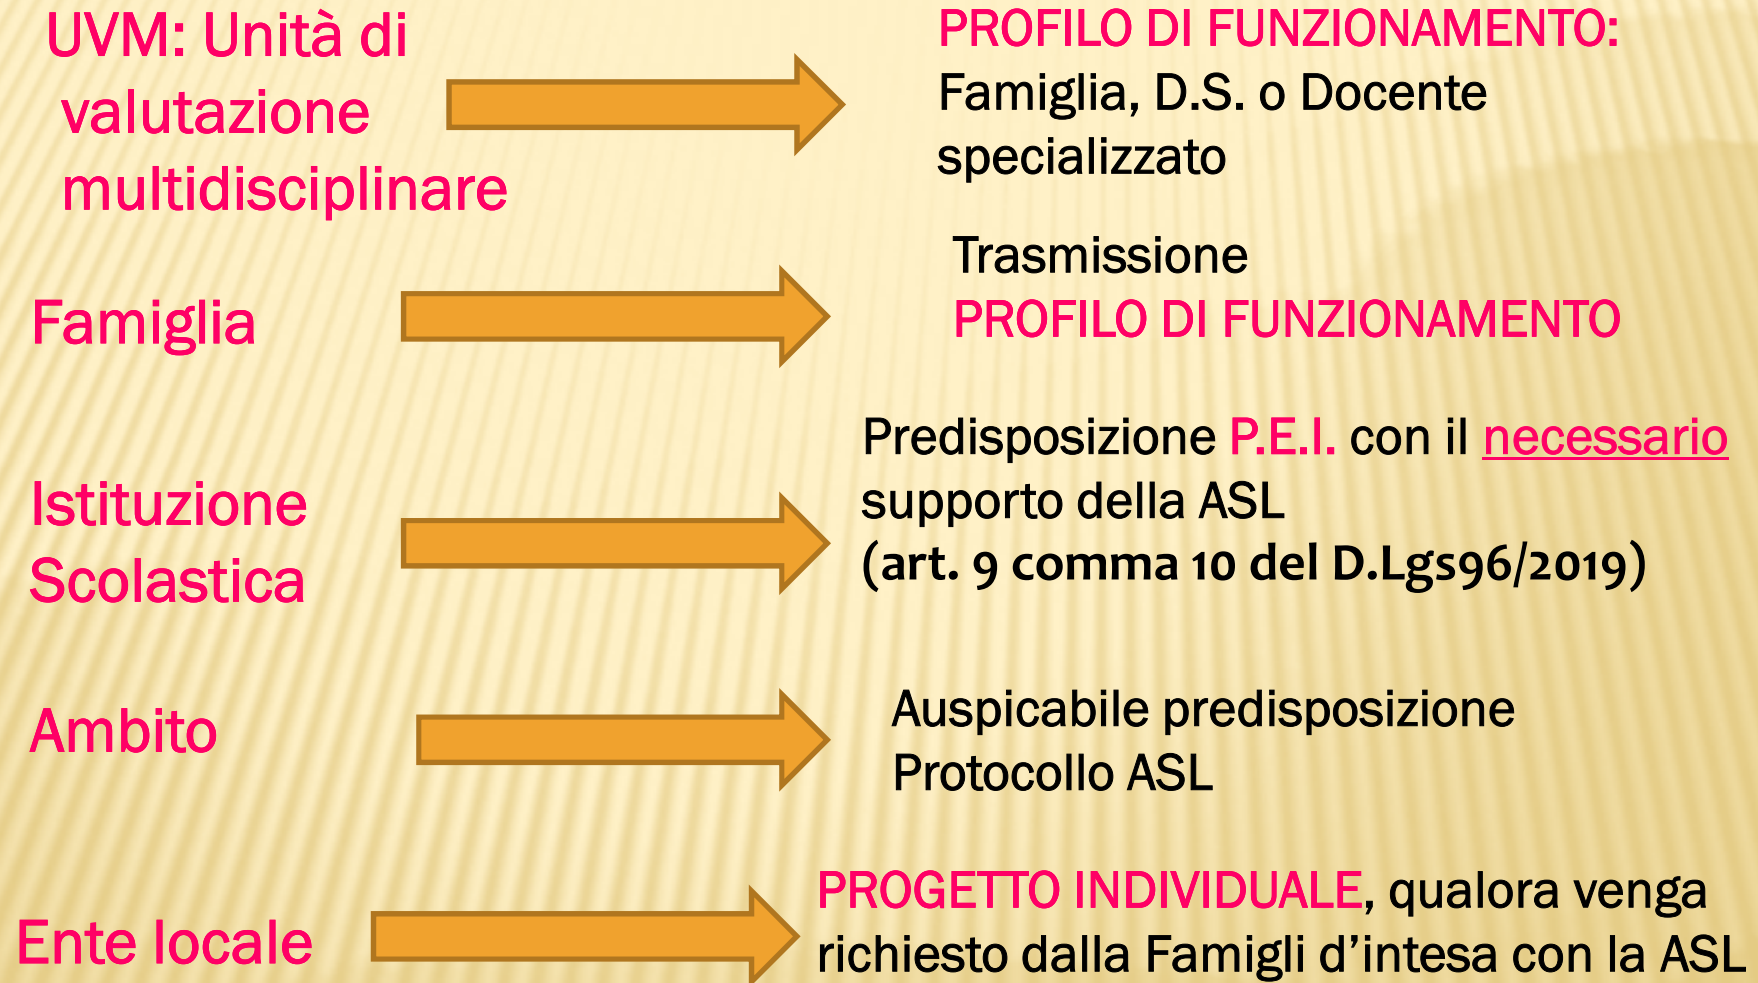 UVM: Unità di
valutazione
multidisciplinare
PROFILO DI FUNZIONAMENTO:
Famiglia, D.S. o Docente
specializzato
Famiglia
Trasmissione
PROFILO DI FUNZIONAMENTO
Istituzione
Scolastica
Predisposizione P.E.I. con il necessario
supporto della ASL
(art. 9 comma 10 del D.Lgs96/2019)
Ambito
Auspicabile predisposizione
Protocollo ASL
Ente locale
PROGETTO INDIVIDUALE, qualora venga
richiesto dalla Famigli d’intesa con la ASL